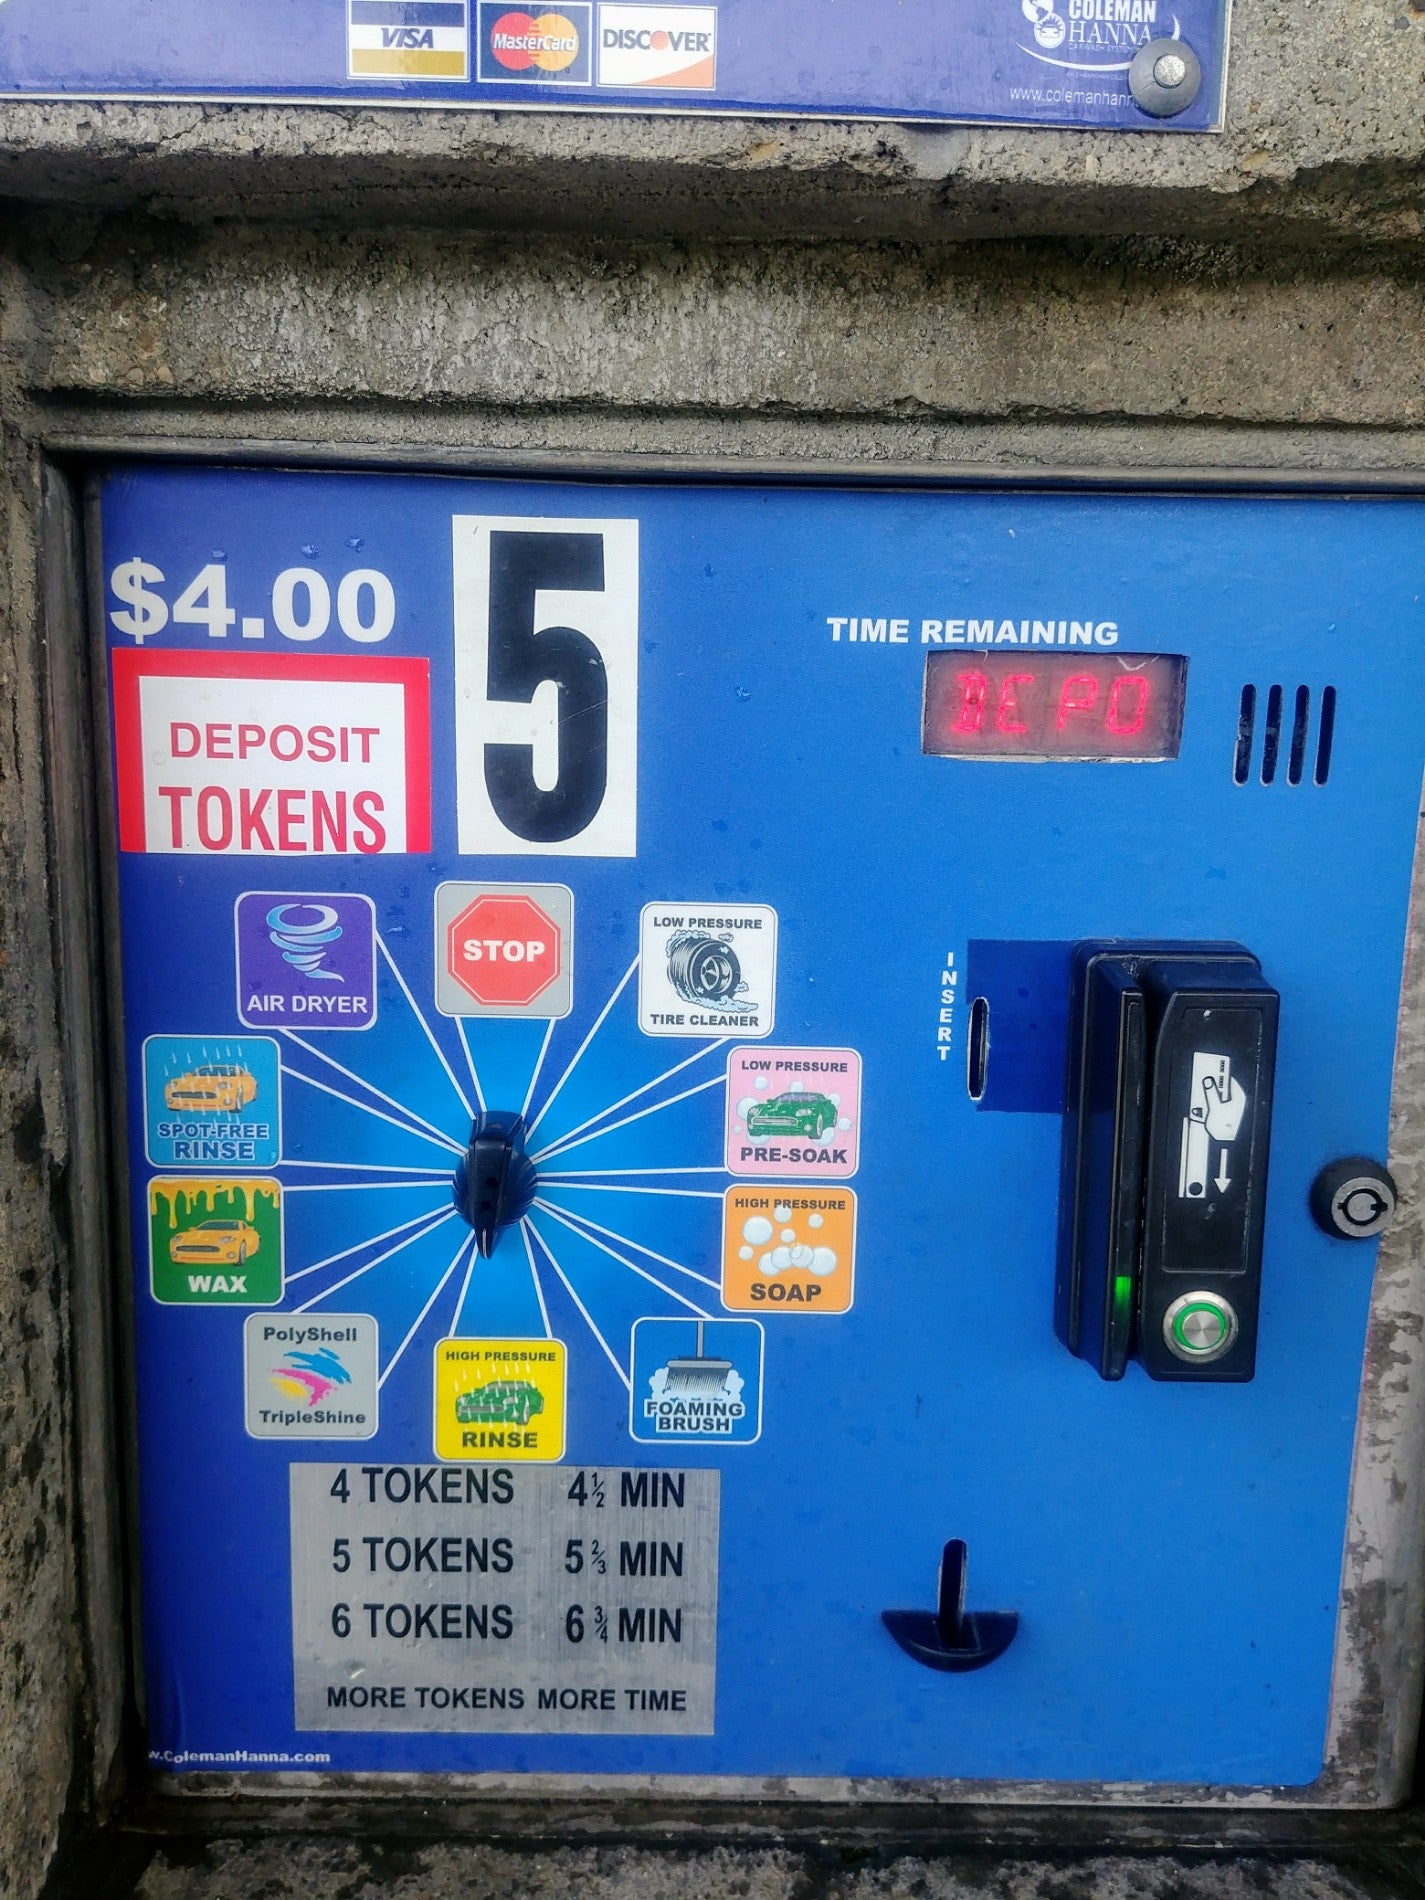 VISA
MasterCard
DISCOVER
COLEMAN
HANNA
www.colemanhann
$4.00
5
DEPOSIT
TOKENS
TIME REMAINING
DEPO
INSERT
STOP
AIR DRYER
LOW PRESSURE
TIRE CLEANER
SPOT-FREE
RINSE
LOW PRESSURE
PRE-SOAK
WAX
HIGH PRESSURE
SOAP
PolyShell
TripleShine
HIGH PRESSURE
RINSE
FOAMING
BRUSH
4 TOKENS 4½ MIN
5 TOKENS 5⅔ MIN
6 TOKENS 6¾ MIN
MORE TOKENS MORE TIME
w.ColemanHanna.com